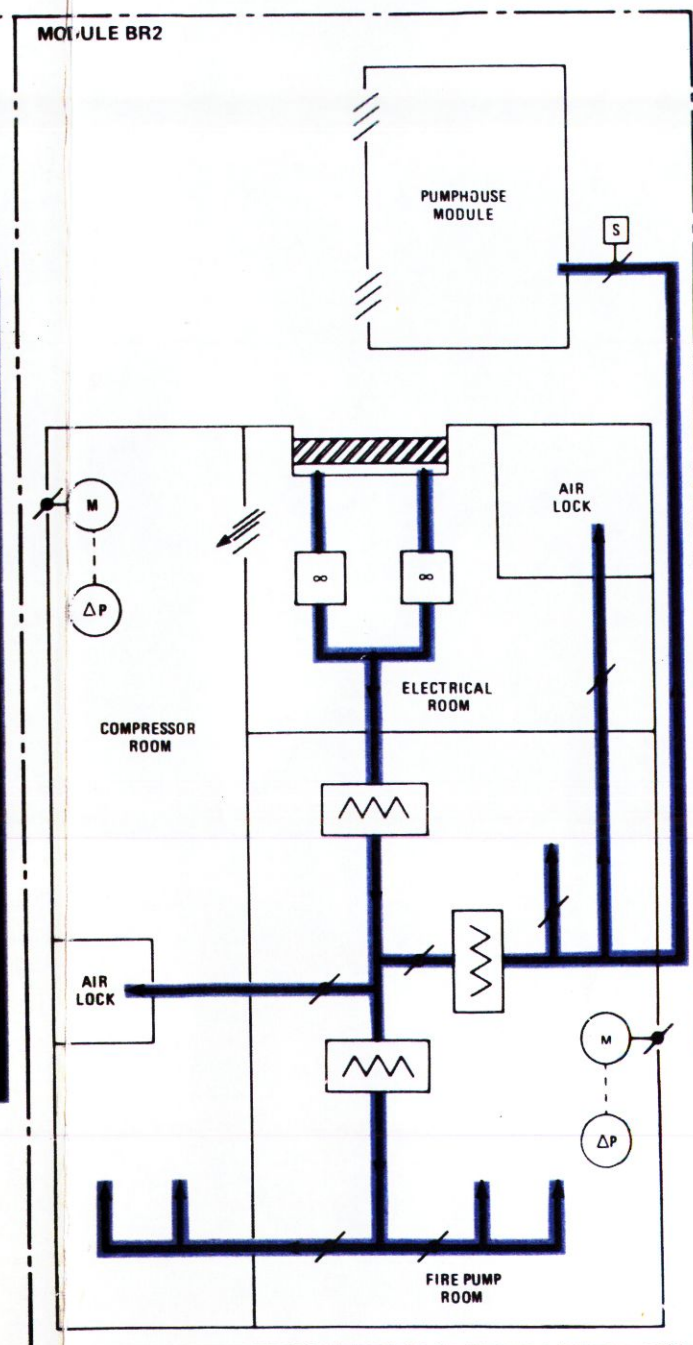 MODULE BR2
PUMPHOUSE
MODULE
S
AIR
LOCK
M
∞
∞
ΔP
ELECTRICAL
ROOM
COMPRESSOR
ROOM
AIR
LOCK
M
ΔP
FIRE PUMP
ROOM